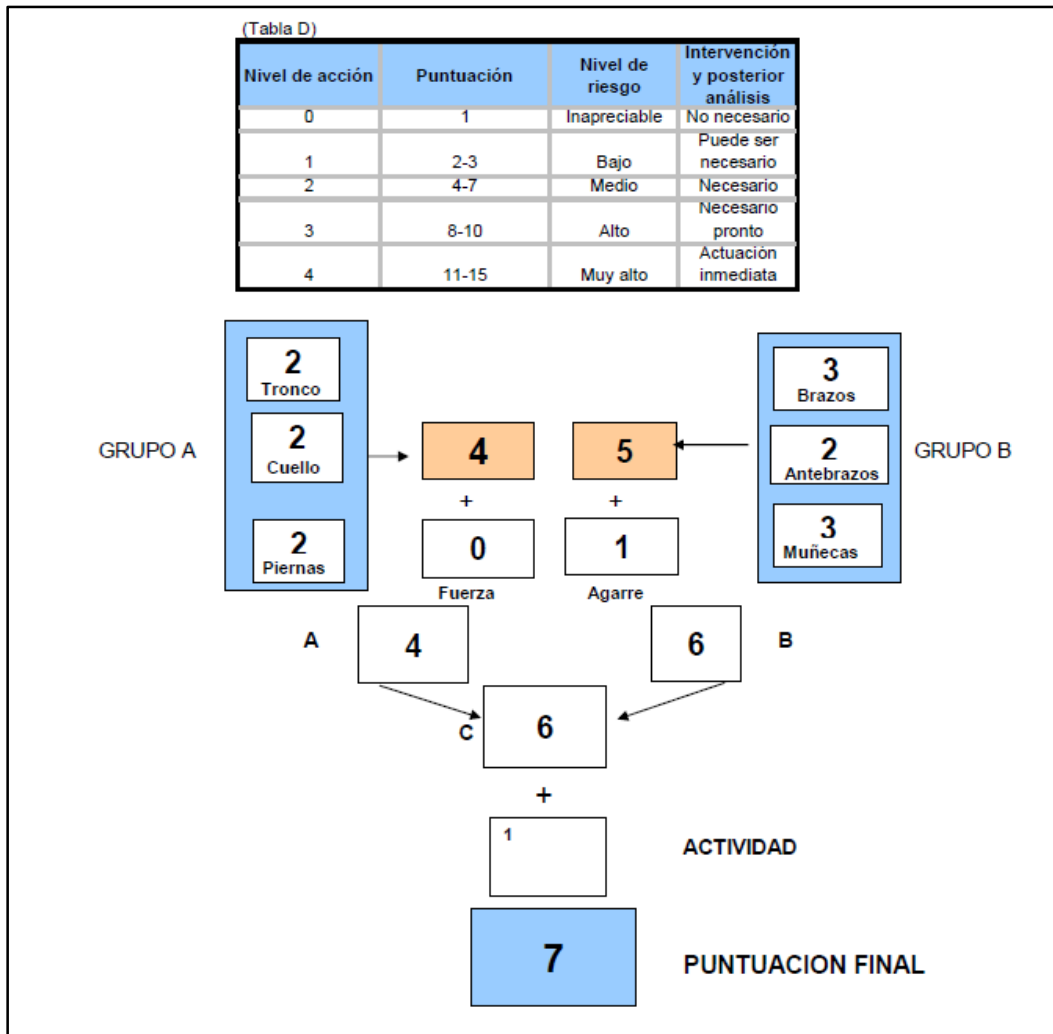 (Tabla D)
Nivel de acción Puntuación Nivel de riesgo Intervención y posterior análisis
0 1 Inapreciable No necesario
1 2-3 Bajo Puede ser necesario
2 4-7 Medio Necesario
3 8-10 Alto Necesario pronto
4 11-15 Muy alto Actuación inmediata
2
Tronco
GRUPO A
2
Cuello
2
Piernas
4
5
3
Brazos
2
Antebrazos
GRUPO B
3
Muñecas
+
+
0
1
Fuerza
Agarre
A
4
6
B
C
6
+
1
ACTIVIDAD
7
PUNTUACION FINAL